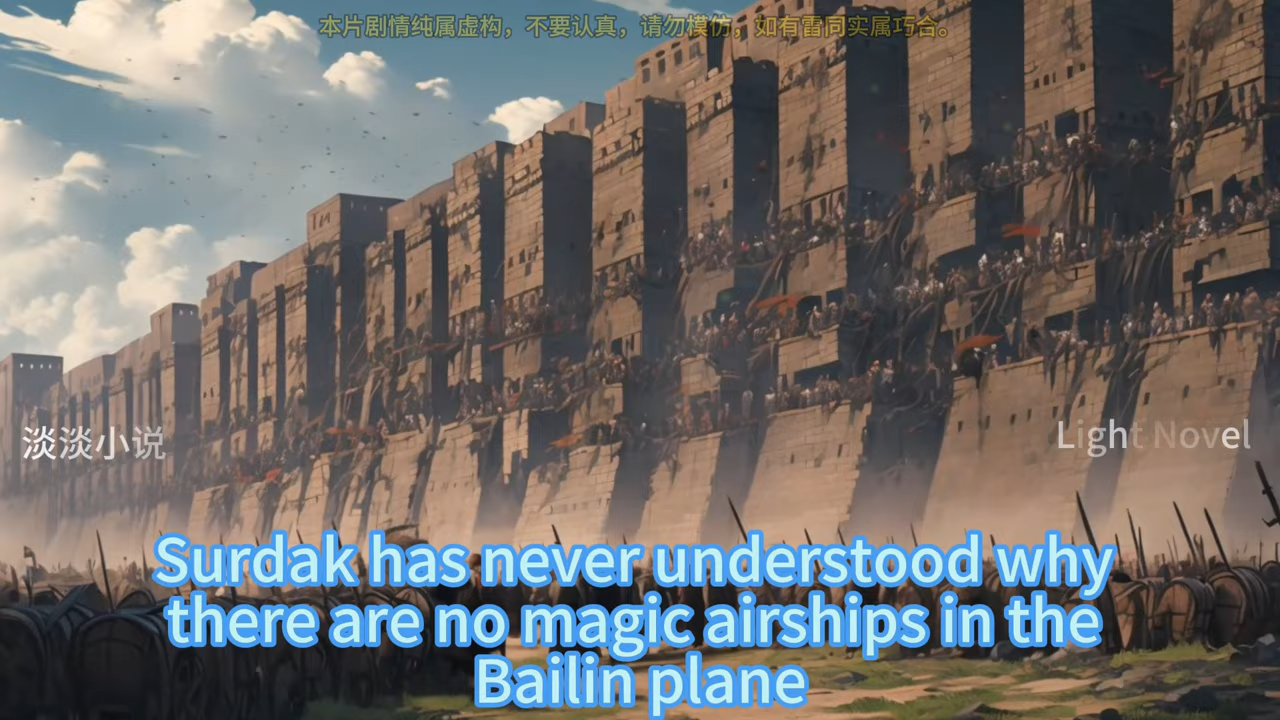 本片剧情纯属虚构，不要认真，请勿模仿，如有雷同实属巧合。
淡淡小说
Light Novel
Surdak has never understood why
there are no magic airships in the
Bailin plane